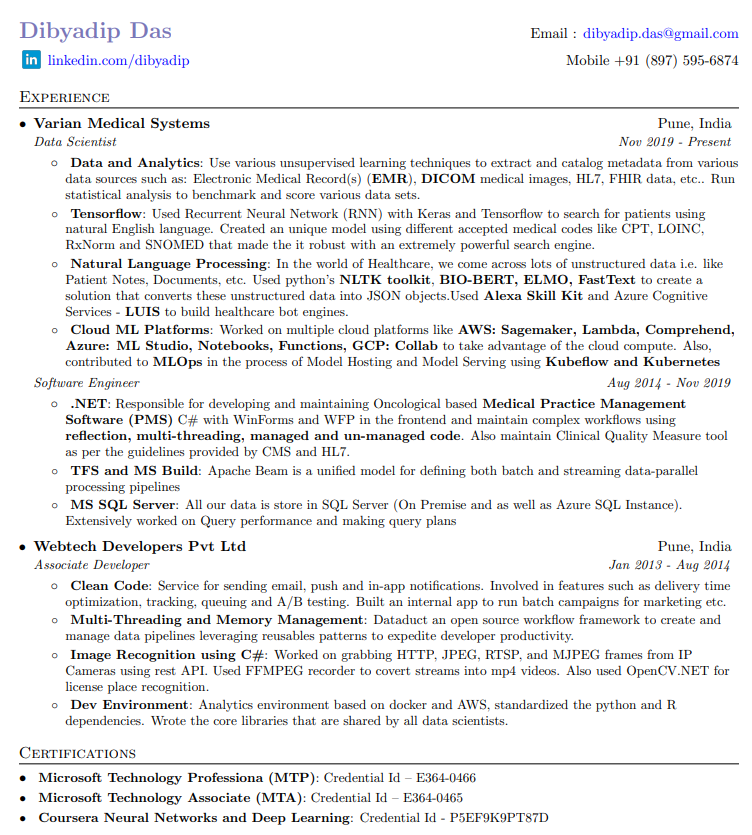 Dibyadip Das
Email : dibyadip.das@gmail.com
in linkedin.com/dibyadip
Mobile +91 (897) 595-6874
Experience
• Varian Medical Systems Pune, India
Data Scientist Nov 2019 - Present
◦ Data and Analytics: Use various unsupervised learning techniques to extract and catalog metadata from various
data sources such as: Electronic Medical Record(s) (EMR), DICOM medical images, HL7, FHIR data, etc.. Run
statistical analysis to benchmark and score various data sets.
◦ Tensorflow: Used Recurrent Neural Network (RNN) with Keras and Tensorflow to search for patients using
natural English language. Created an unique model using different accepted medical codes like CPT, LOINC,
RxNorm and SNOMED that made the it robust with an extremely powerful search engine.
◦ Natural Language Processing: In the world of Healthcare, we come across lots of unstructured data i.e. like
Patient Notes, Documents, etc. Used python's NLTK toolkit, BIO-BERT, ELMO, FastText to create a
solution that converts these unstructured data into JSON objects.Used Alexa Skill Kit and Azure Cognitive
Services - LUIS to build healthcare bot engines.
◦ Cloud ML Platforms: Worked on multiple cloud platforms like AWS: Sagemaker, Lambda, Comprehend,
Azure: ML Studio, Notebooks, Functions, GCP: Collab to take advantage of the cloud compute. Also,
contributed to MLOps in the process of Model Hosting and Model Serving using Kubeflow and Kubernetes
Software Engineer Aug 2014 - Nov 2019
◦ .NET: Responsible for developing and maintaining Oncological based Medical Practice Management
Software (PMS) C# with WinForms and WFP in the frontend and maintain complex workflows using
reflection, multi-threading, managed and un-managed code. Also maintain Clinical Quality Measure tool
as per the guidelines provided by CMS and HL7.
◦ TFS and MS Build: Apache Beam is a unified model for defining both batch and streaming data-parallel
processing pipelines
◦ MS SQL Server: All our data is store in SQL Server (On Premise and as well as Azure SQL Instance).
Extensively worked on Query performance and making query plans
• Webtech Developers Pvt Ltd Pune, India
Associate Developer Jan 2013 - Aug 2014
◦ Clean Code: Service for sending email, push and in-app notifications. Involved in features such as delivery time
optimization, tracking, queuing and A/B testing. Built an internal app to run batch campaigns for marketing etc.
◦ Multi-Threading and Memory Management: Dataduct an open source workflow framework to create and
manage data pipelines leveraging reusables patterns to expedite developer productivity.
◦ Image Recognition using C#: Worked on grabbing HTTP, JPEG, RTSP, and MJPEG frames from IP
Cameras using rest API. Used FFMPEG recorder to covert streams into mp4 videos. Also used OpenCV.NET for
license place recognition.
◦ Dev Environment: Analytics environment based on docker and AWS, standardized the python and R
dependencies. Wrote the core libraries that are shared by all data scientists.
Certifications
• Microsoft Technology Professiona (MTP): Credential Id – E364-0466
• Microsoft Technology Associate (MTA): Credential Id – E364-0465
• Coursera Neural Networks and Deep Learning: Credential Id - P5EF9K9PT87D